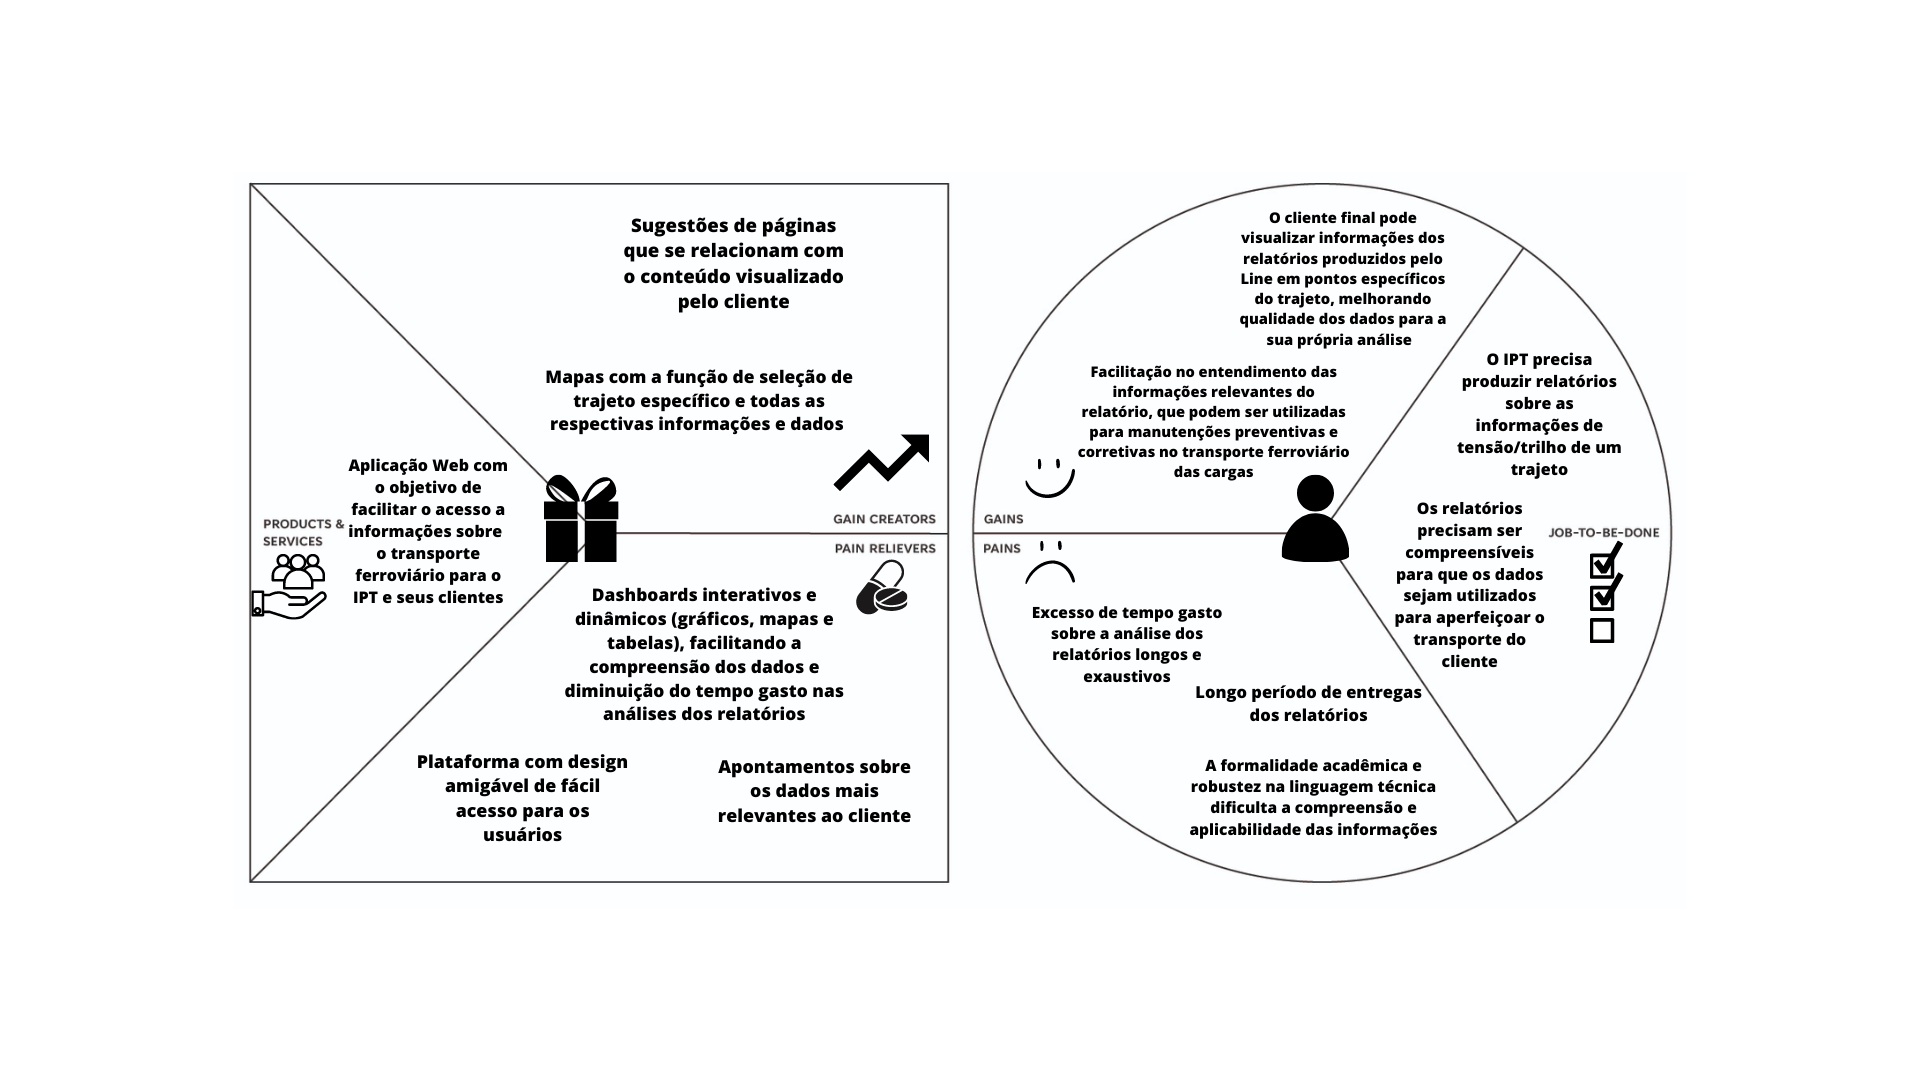 Sugestões de páginas
que se relacionam com
o conteúdo visualizado
pelo cliente
Mapas com a função de seleção de
trajeto específico e todas as
respectivas informações e dados
GAIN CREATORS
PRODUCTS &
SERVICES
Aplicação Web com
o objetivo de
facilitar o acesso a
informações sobre
o transporte
ferroviário para o
IPT e seus clientes
PAIN RELIEVERS
Dashboards interativos e
dinâmicos (gráficos, mapas e
tabelas), facilitando a
compreensão dos dados e
diminuição do tempo gasto nas
análises dos relatórios
Plataforma com design
amigável de fácil
acesso para os
usuários
Apontamentos sobre
os dados mais
relevantes ao cliente
O cliente final pode
visualizar informações dos
relatórios produzidos pelo
Line em pontos específicos
do trajeto, melhorando
qualidade dos dados para a
sua própria análise
Facilitação no entendimento das
informações relevantes do
relatório, que podem ser utilizadas
para manutenções preventivas e
corretivas no transporte ferroviário
das cargas
GAINS
PAINS
Excesso de tempo gasto
sobre a análise dos
relatórios longos e
exaustivos
Longo período de entregas
dos relatórios
A formalidade acadêmica e
robustez na linguagem técnica
dificulta a compreensão e
aplicabilidade das informações
O IPT precisa
produzir relatórios
sobre as
informações de
tensão/trilho de um
trajeto
Os relatórios
precisam ser
compreensíveis
para que os dados
sejam utilizados
para aperfeiçoar o
transporte do
cliente
JOB-TO-BE-DONE